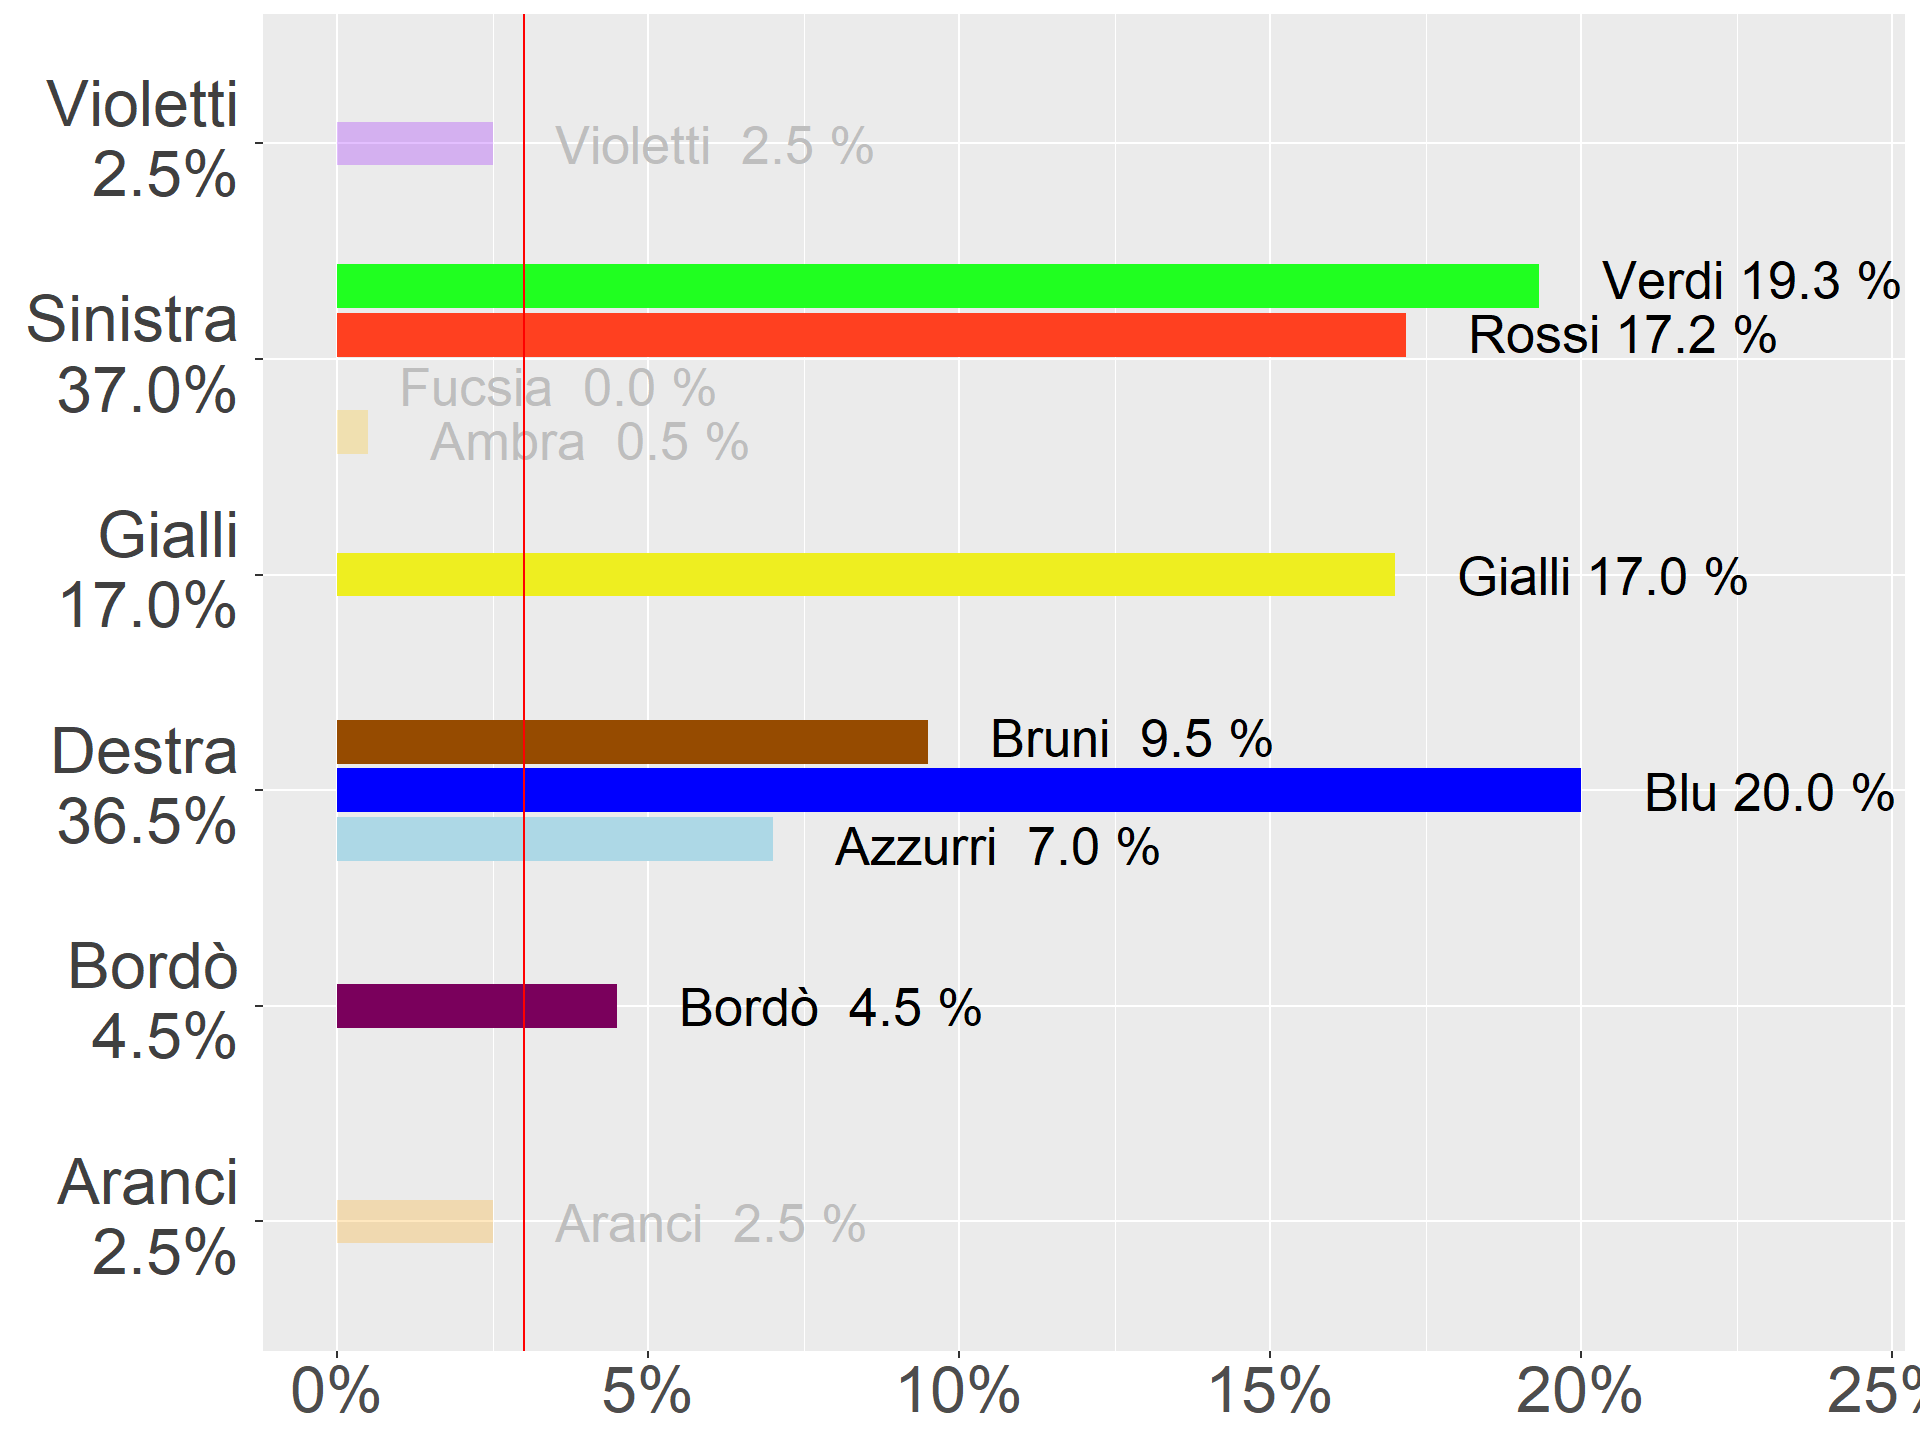 Violetti
2.5%
Violetti 2.5 %
Sinistra
37.0%
Verdi 19.3 %
Rossi 17.2 %
Fucsia 0.0 %
Ambra 0.5 %
Gialli
17.0%
Gialli 17.0 %
Destra
36.5%
Bruni 9.5 %
Blu 20.0 %
Azzurri 7.0 %
Bordò
4.5%
Bordò 4.5 %
Aranci
2.5%
Aranci 2.5 %
0% 5% 10% 15% 20% 25%